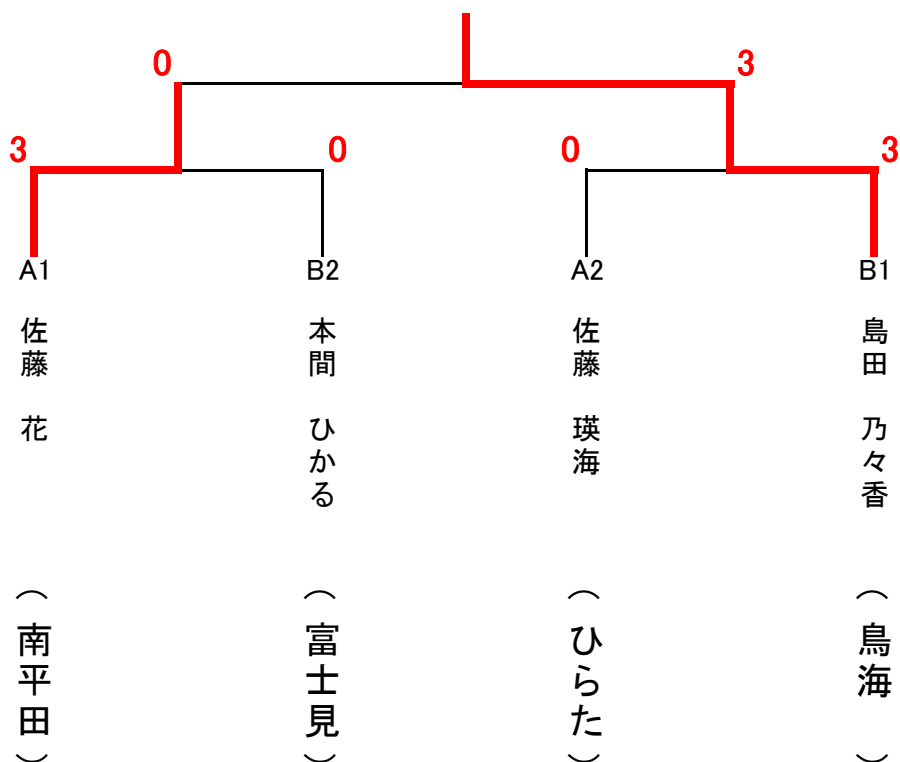 0
3
3
0
0
3
A1
B2
A2
B1
佐藤 花
本間 ひかる
佐藤 瑛海
島田 乃々香
（南平田）
（富士見）
（ひらた）
（鳥海）